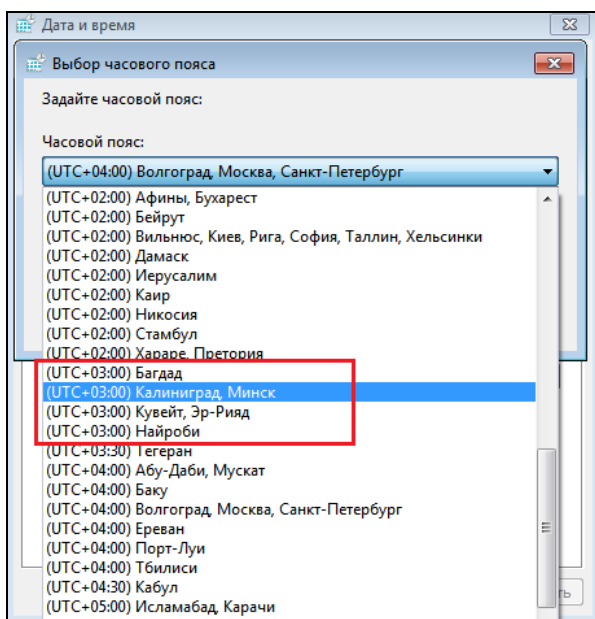 Дата и время
Выбор часового пояса
Задайте часовой пояс:
Часовой пояс:
(UTC+04:00) Волгоград, Москва, Санкт-Петербург
(UTC+02:00) Афины, Бухарест
(UTC+02:00) Бейрут
(UTC+02:00) Вильнюс, Киев, Рига, София, Таллин, Хельсинки
(UTC+02:00) Дамаск
(UTC+02:00) Иерусалим
(UTC+02:00) Каир
(UTC+02:00) Никосия
(UTC+02:00) Стамбул
(UTC+02:00) Хараре, Претория
(UTC+03:00) Багдад
(UTC+03:00) Калиниград, Минск
(UTC+03:00) Кувейт, Эр-Рияд
(UTC+03:00) Найроби
(UTC+03:30) Тегеран
(UTC+04:00) Абу-Даби, Мускат
(UTC+04:00) Баку
(UTC+04:00) Волгоград, Москва, Санкт-Петербург
(UTC+04:00) Ереван
(UTC+04:00) Порт-Луи
(UTC+04:00) Тбилиси
(UTC+04:30) Кабул
(UTC+05:00) Исламабад, Карачи